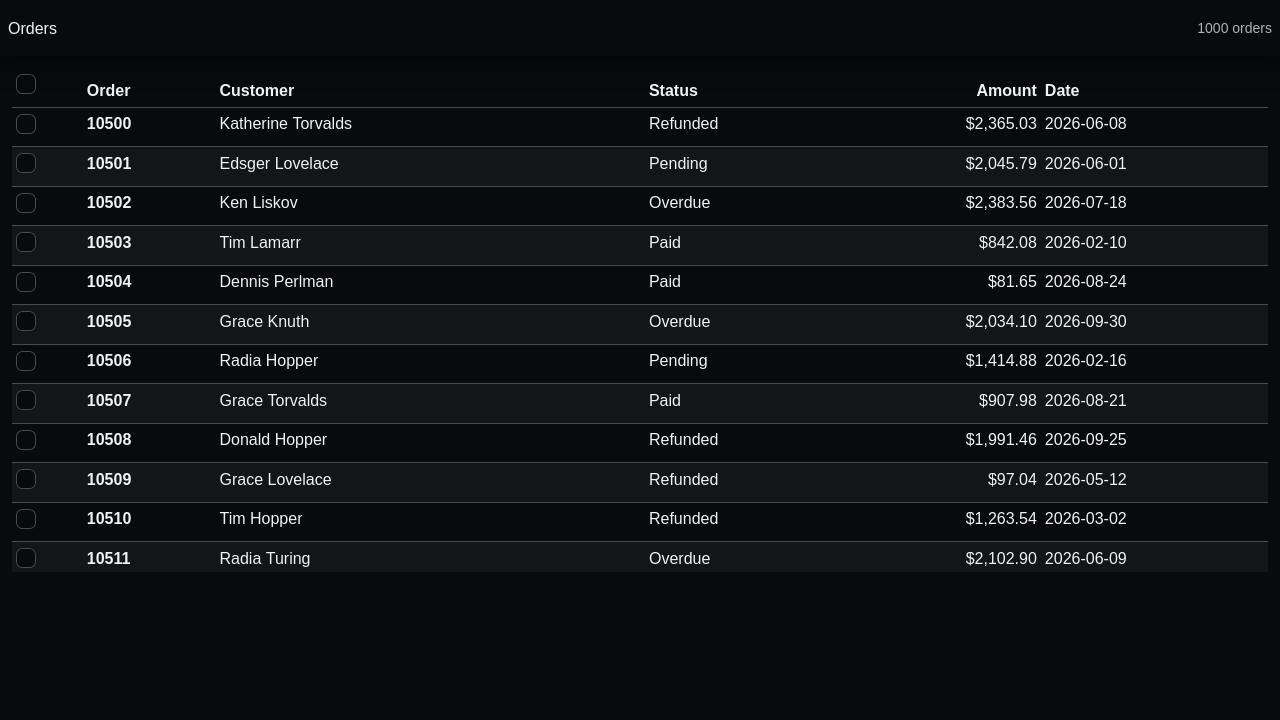 Orders 1000 orders
Order Customer Status Amount Date
10500 Katherine Torvalds Refunded $2,365.03 2026-06-08
10501 Edsger Lovelace Pending $2,045.79 2026-06-01
10502 Ken Liskov Overdue $2,383.56 2026-07-18
10503 Tim Lamarr Paid $842.08 2026-02-10
10504 Dennis Perlman Paid $81.65 2026-08-24
10505 Grace Knuth Overdue $2,034.10 2026-09-30
10506 Radia Hopper Pending $1,414.88 2026-02-16
10507 Grace Torvalds Paid $907.98 2026-08-21
10508 Donald Hopper Refunded $1,991.46 2026-09-25
10509 Grace Lovelace Refunded $97.04 2026-05-12
10510 Tim Hopper Refunded $1,263.54 2026-03-02
10511 Radia Turing Overdue $2,102.90 2026-06-09